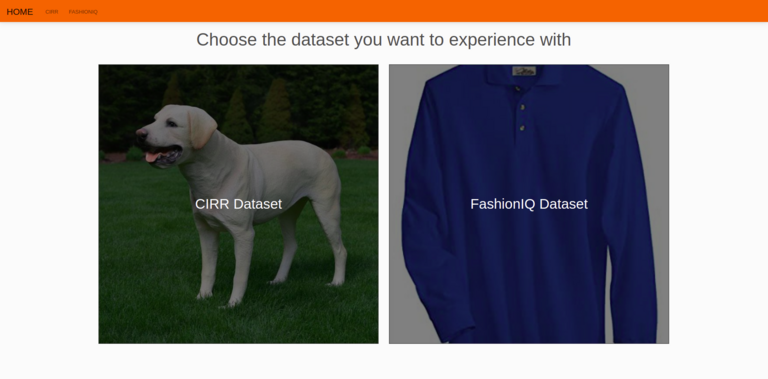 HOME CIRR FASHIONIQ
Choose the dataset you want to experience with
CIRR Dataset
FashionIQ Dataset